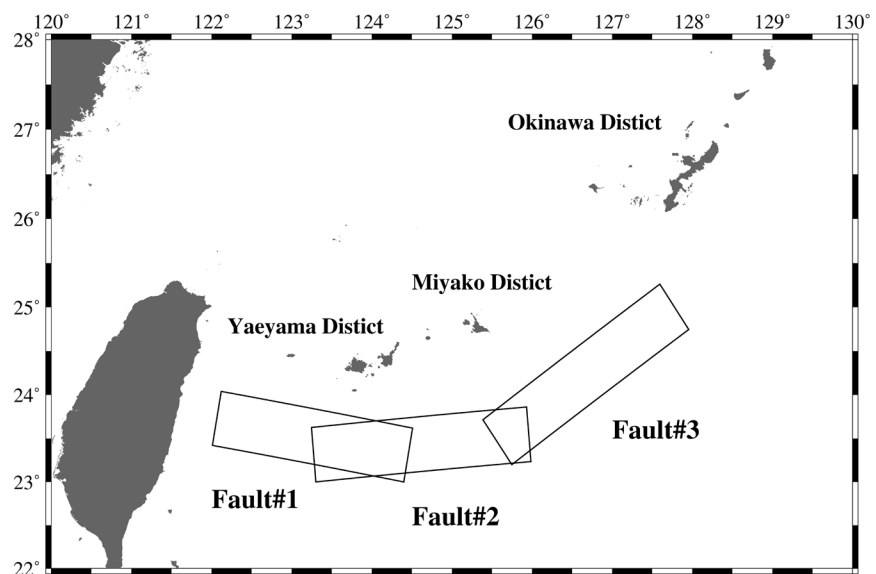 120˚ 121˚ 122˚ 123˚ 124˚ 125˚ 126˚ 127˚ 128˚ 129˚ 130˚
28˚
27˚
Okinawa Distict
26˚
Miyako Distict
25˚
Yaeyama Distict
24˚
Fault#3
23˚
Fault#1
Fault#2
22˚